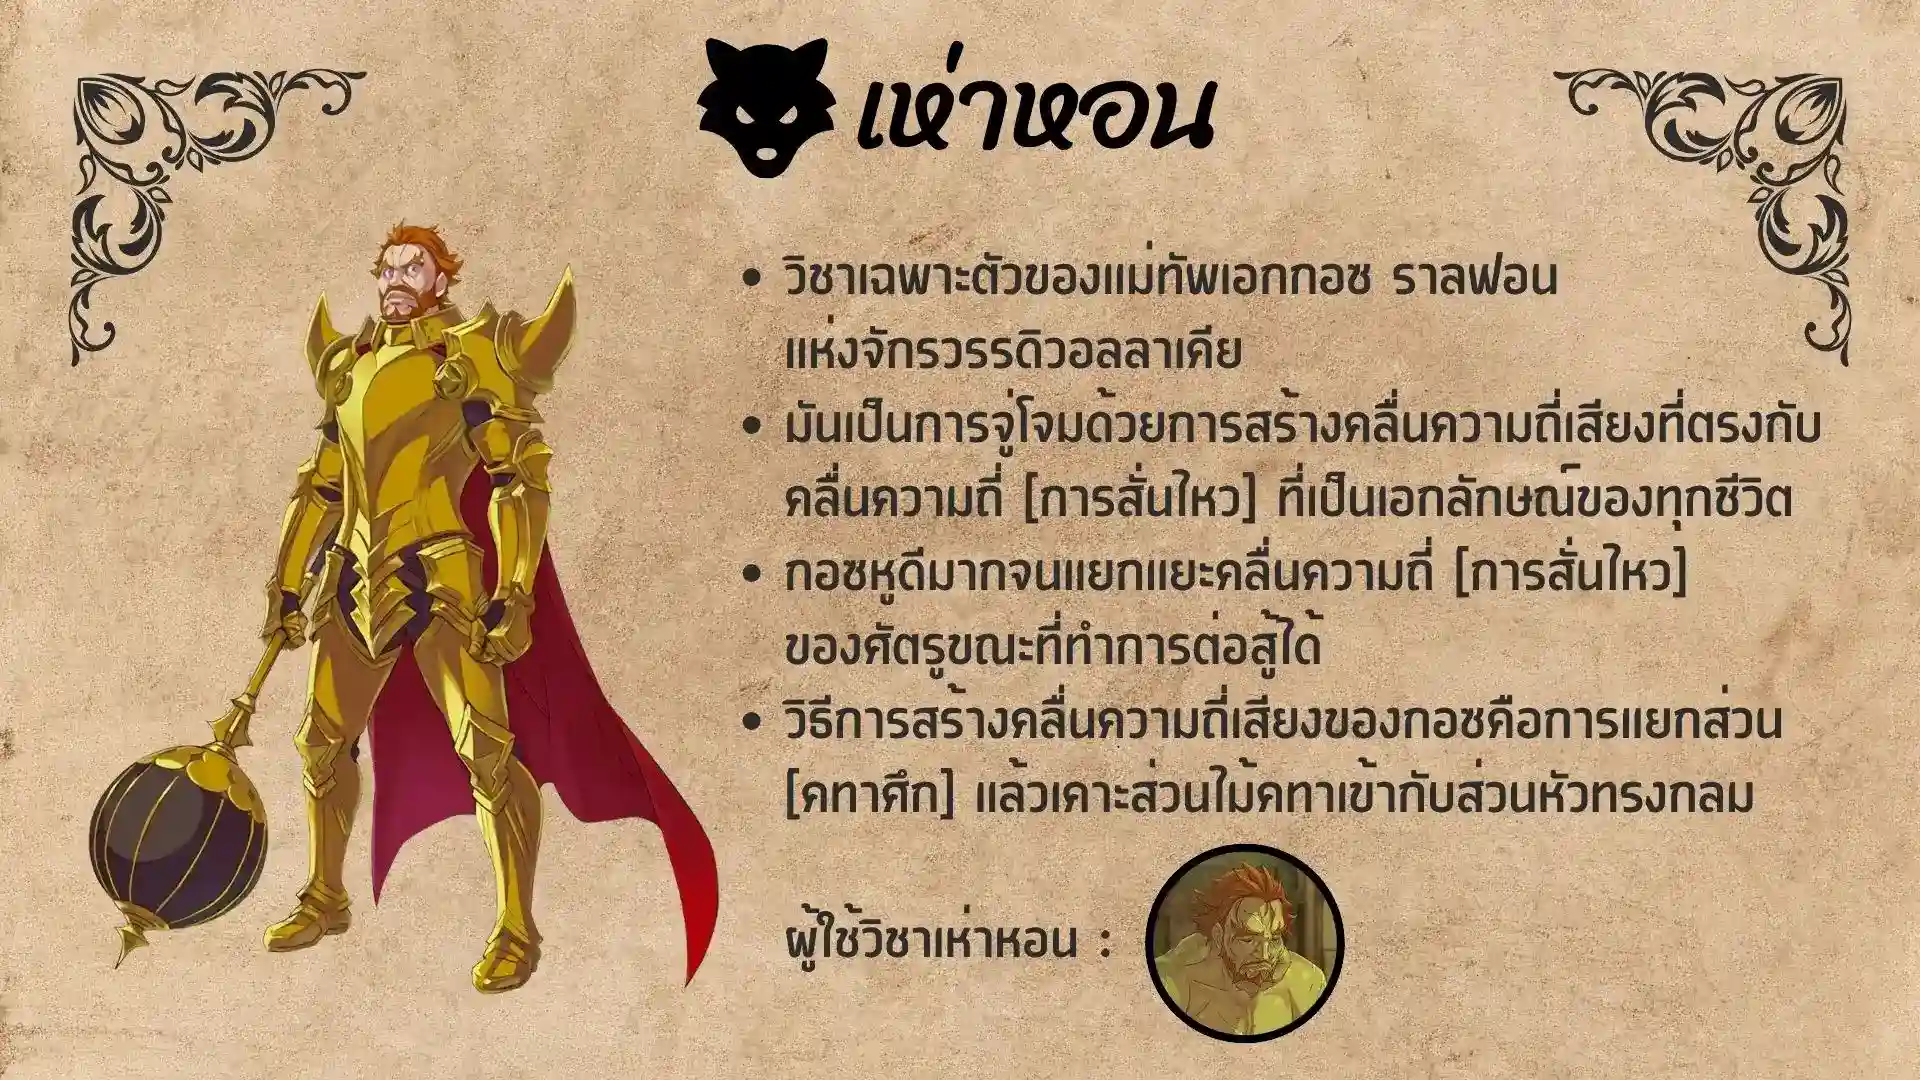 เห่าหอน
• วิชาเฉพาะตัวของแม่ทัพเอกกอซ ราลฟอน
แห่งจักรวรรดิวอลลาเคีย
• มันเป็นการจู่โจมด้วยการสร้างคลื่นความถี่เสียงที่ตรงกับ
คลื่นความถี่ [การสั่นไหว] ที่เป็นเอกลักษณ์ของทุกชีวิต
• กอซหูดีมากจนแยกแยะคลื่นความถี่ [การสั่นไหว]
ของศัตรูขณะที่ทำการต่อสู้ได้
• วิธีการสร้างคลื่นความถี่เสียงของกอซคือการแยกส่วน
[คทาศึก] แล้วเคาะส่วนไม้คทาเข้ากับส่วนหัวทรงกลม
ผู้ใช้วิชาเห่าหอน :